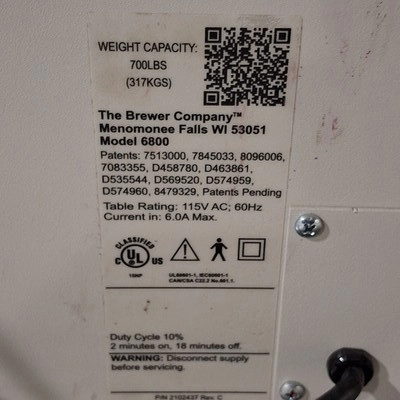 WEIGHT CAPACITY:
700LBS
(317KGS)
The Brewer Company™
Menomonee Falls WI 53051
Model 6800
Patents: 7513000, 7845033, 8096006,
7083355, D458780, D463861,
D535544, D569520, D574959,
D574960, 8479329, Patents Pending
Table Rating: 115V AC; 60Hz
Current in: 6.0A Max.
CLASSIFIED
C UL US
UL60601-1, IEC60601-1
CAN/CSA C22.2 No.601.1.
Duty Cycle 10%
2 minutes on, 18 minutes off.
WARNING: Disconnect supply
before servicing.
P/N 2102437 Rev. C